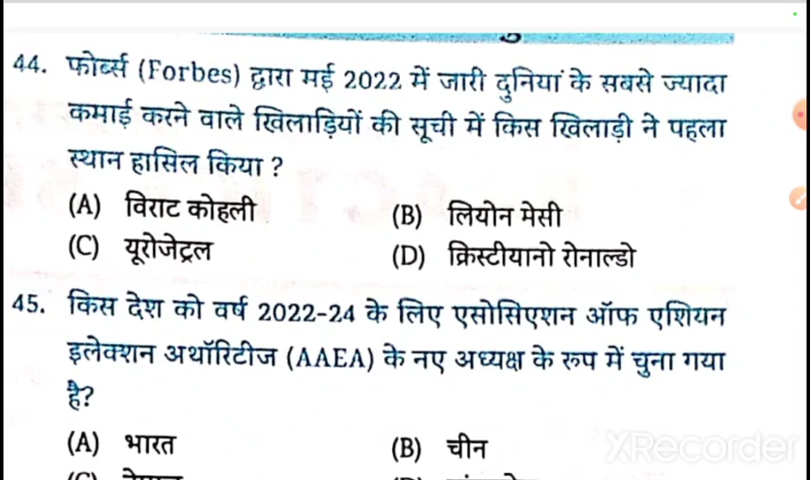 44. फोर्ब्स (Forbes) द्वारा मई 2022 में जारी दुनियां के सबसे ज्यादा
कमाई करने वाले खिलाड़ियों की सूची में किस खिलाड़ी ने पहला
स्थान हासिल किया ?
(A) विराट कोहली (B) लियोन मेसी
(C) यूरोजेट्रल (D) क्रिस्टीयानो रोनाल्डो
45. किस देश को वर्ष 2022-24 के लिए एसोसिएशन ऑफ एशियन
इलेक्शन अथॉरिटीज (AAEA) के नए अध्यक्ष के रूप में चुना गया
है?
(A) भारत (B) चीन
XRecorder